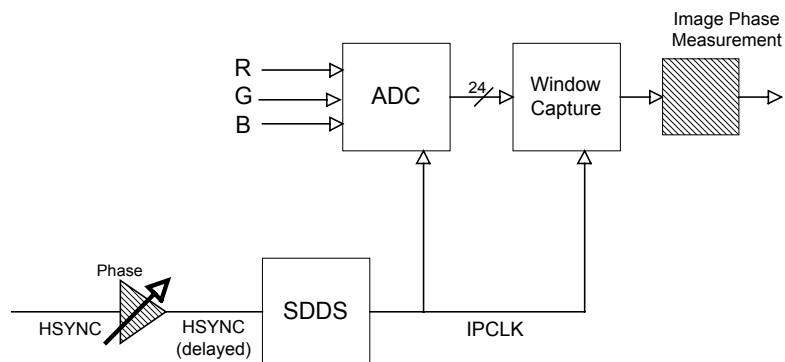 Image Phase
Measurement
R
G
B
ADC
24
Window
Capture
Phase
HSYNC
HSYNC
(delayed)
SDDS
IPCLK